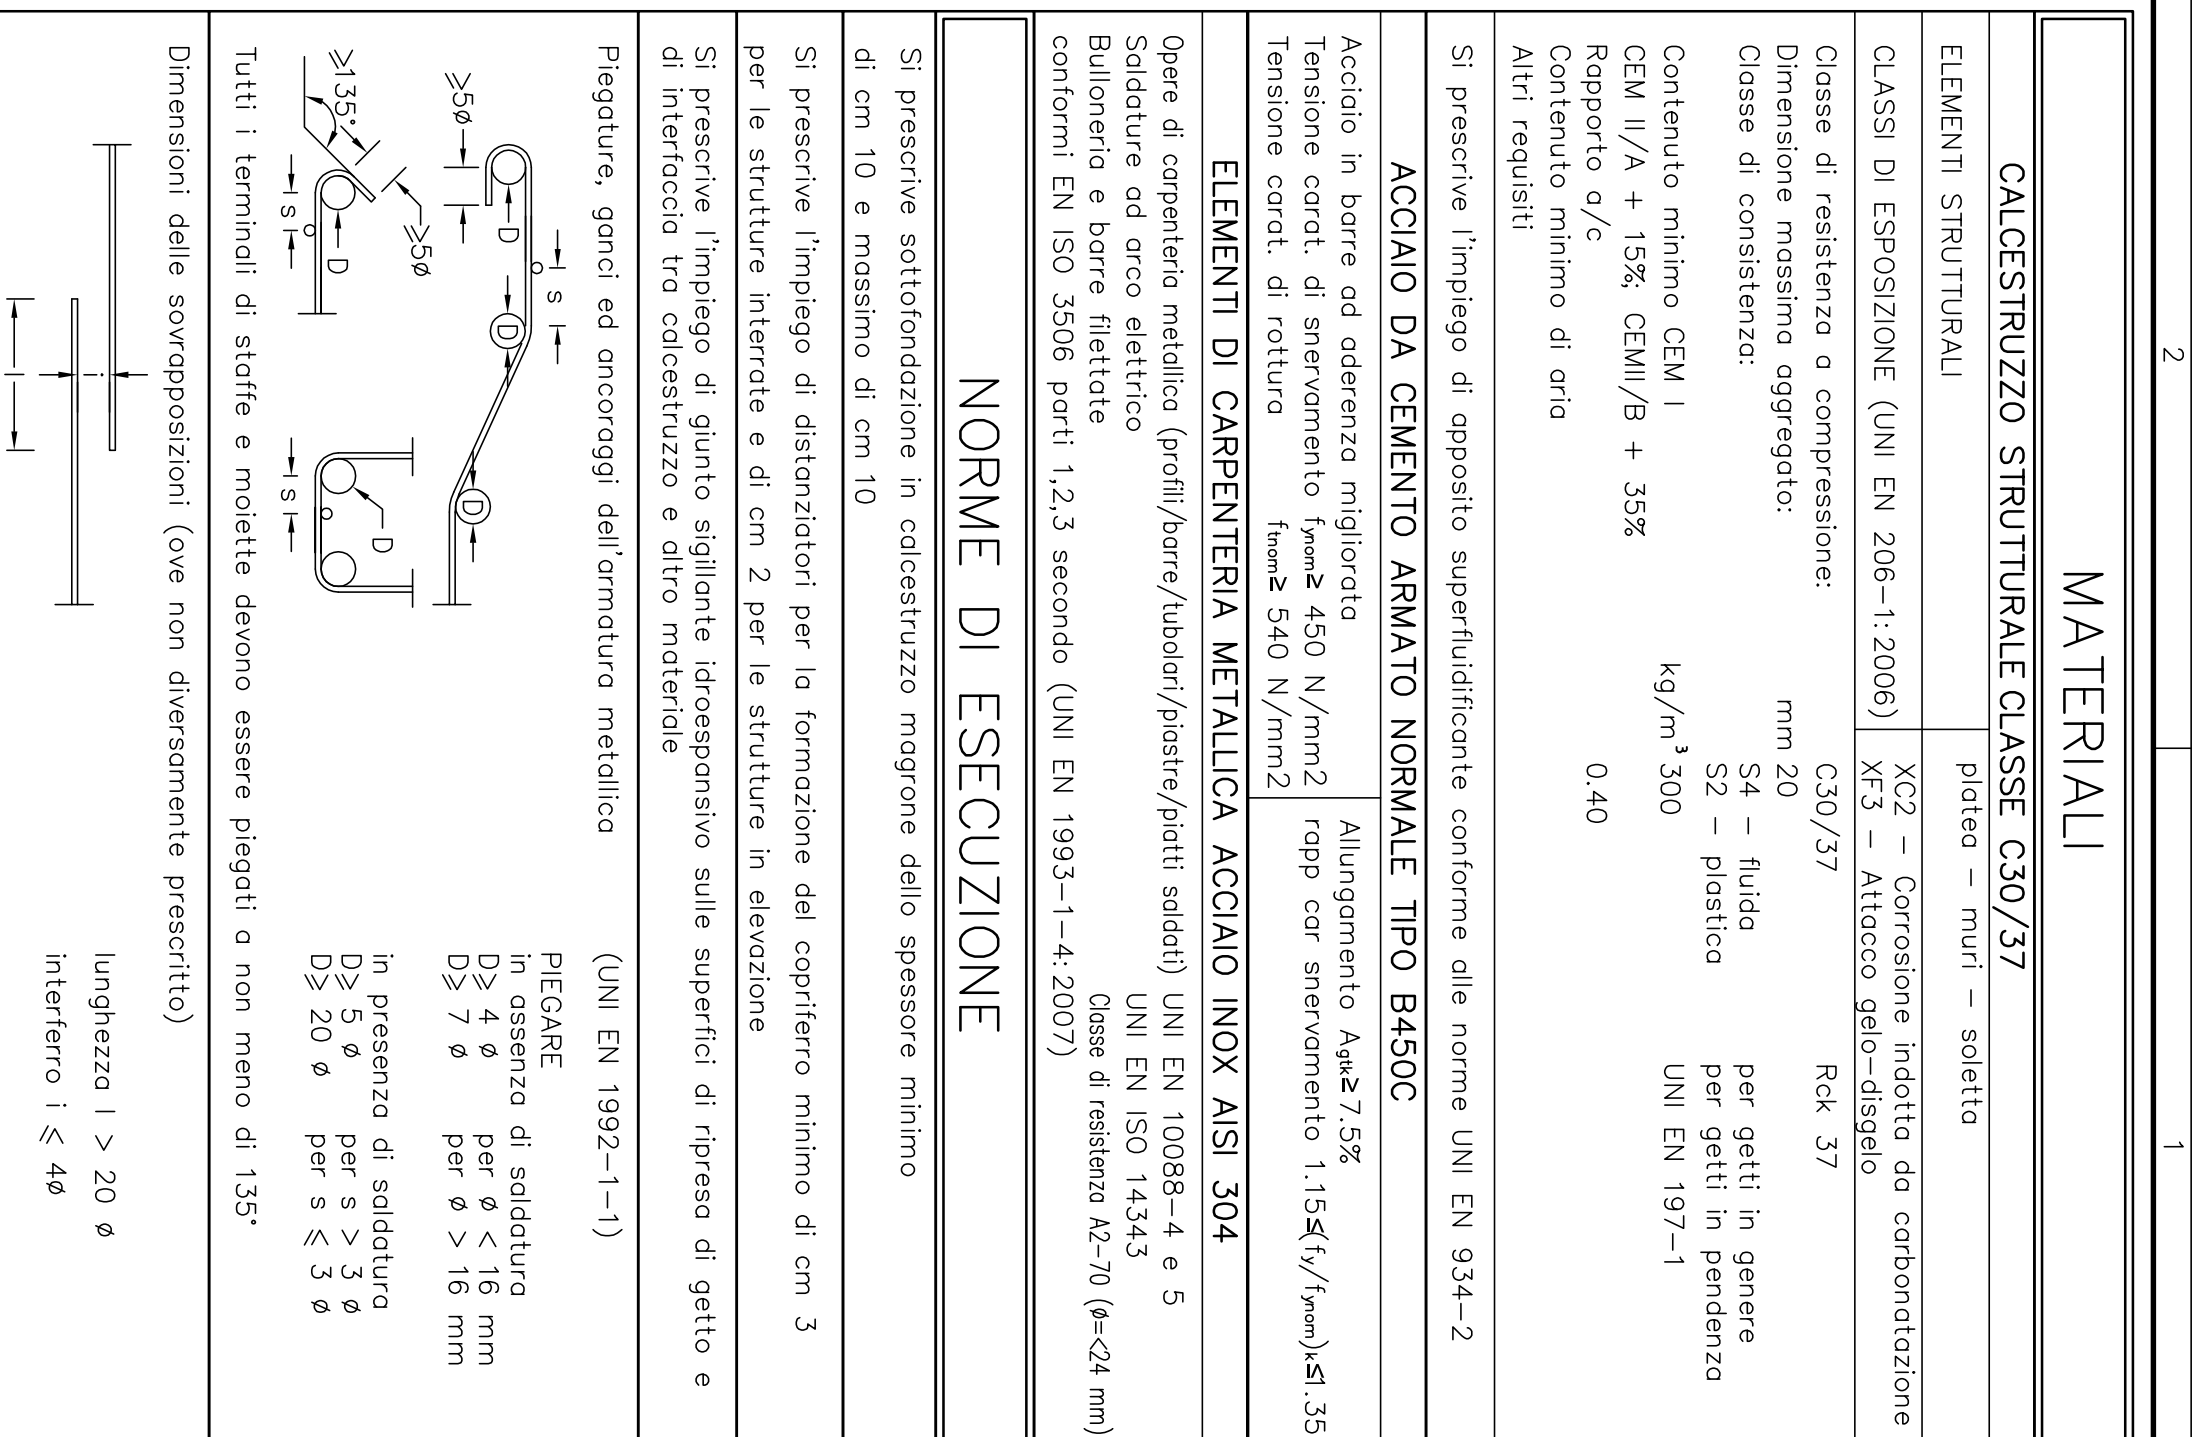 2
1
MATERIALI
CALCESTRUZZO STRUTTURALE CLASSE C30/37
ELEMENTI STRUTTURALI platea – muri – soletta
CLASSI DI ESPOSIZIONE (UNI EN 206–1:2006) XC2 – Corrosione indotta da carbonatazione
XF3 – Attacco gelo–disgelo
Classe di resistenza a compressione: C30/37 Rck 37
Dimensione massima aggregato: mm 20
Classe di consistenza: S4 – fluida per getti in genere
S2 – plastica per getti in pendenza
Contenuto minimo CEM I kg/m³ 300 UNI EN 197–1
CEM II/A + 15%; CEMII/B + 35%
Rapporto a/c 0.40
Contenuto minimo di aria
Altri requisiti
Si prescrive l'impiego di apposito superfluidificante conforme alle norme UNI EN 934–2
ACCIAIO DA CEMENTO ARMATO NORMALE TIPO B450C
Acciaio in barre ad aderenza migliorata Allungamento Agtk≥7.5%
Tensione carat. di snervamento fynom≥ 450 N/mm2 rapp car snervamento 1.15≤(fy/fynom)k≤1.35
Tensione carat. di rottura ftnom≥ 540 N/mm2
ELEMENTI DI CARPENTERIA METALLICA ACCIAIO INOX AISI 304
Opere di carpenteria metallica (profili/barre/tubolari/piastre/piatti saldati) UNI EN 10088–4 e 5
Saldature ad arco elettrico UNI EN ISO 14343
Bulloneria e barre filettate Classe di resistenza A2–70 (ø=<24 mm)
conformi EN ISO 3506 parti 1,2,3 secondo (UNI EN 1993–1–4:2007)
NORME DI ESECUZIONE
Si prescrive sottofondazione in calcestruzzo magrone dello spessore minimo
di cm 10 e massimo di cm 10
Si prescrive l'impiego di distanziatori per la formazione del copriferro minimo di cm 3
per le strutture interrate e di cm 2 per le strutture in elevazione
Si prescrive l'impiego di giunto sigillante idroespansivo sulle superfici di ripresa di getto e
di interfaccia tra calcestruzzo e altro materiale
Piegature, ganci ed ancoraggi dell'armatura metallica (UNI EN 1992–1–1)
PIEGARE
in assenza di saldatura
D⩾ 4 ø per ø < 16 mm
D⩾ 7 ø per ø > 16 mm
in presenza di saldatura
D⩾ 5 ø per s > 3 ø
D⩾ 20 ø per s ⩽ 3 ø
S
D
D
D
⩾5ø
⩾5ø
⩾135°
D
S
D
S
Tutti i terminali di staffe e moiette devono essere piegati a non meno di 135°
Dimensioni delle sovrapposizioni (ove non diversamente prescritto)
lunghezza l > 20 ø
interferro i ⩽ 4ø
i
l